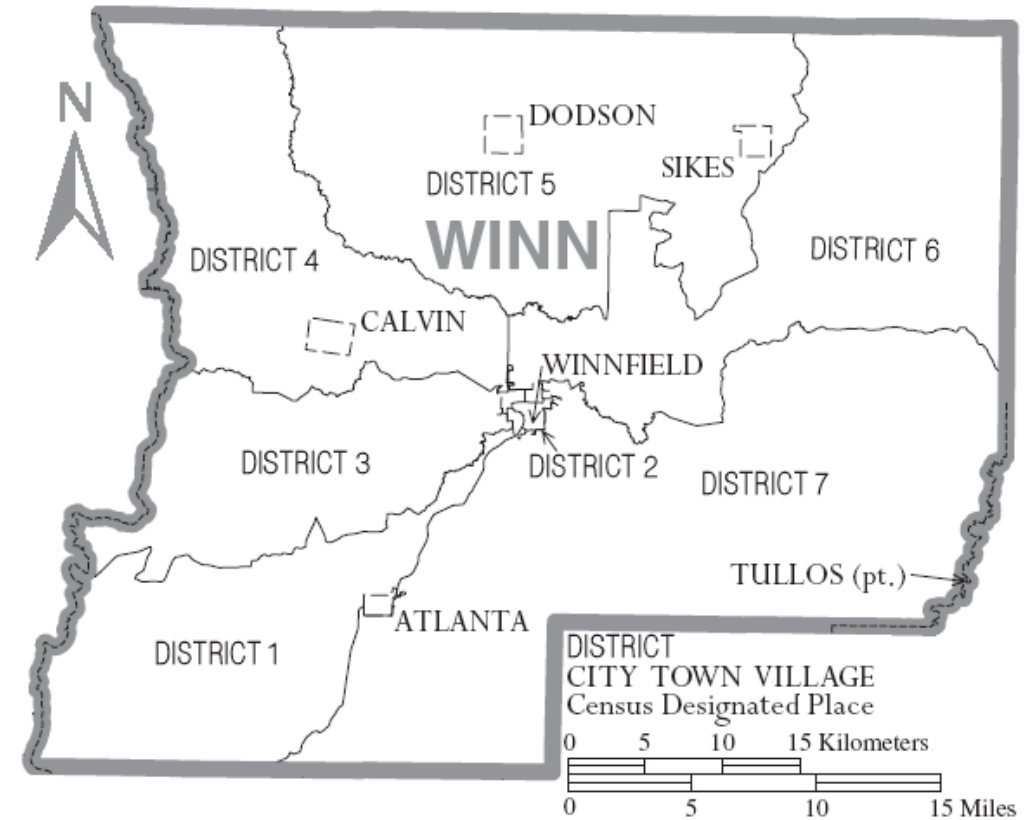 N
DODSON
SIKES
DISTRICT 5
WINN
DISTRICT 4
DISTRICT 6
CALVIN
WINNFIELD
DISTRICT 3
DISTRICT 2
DISTRICT 7
TULLOS (pt.)
ATLANTA
DISTRICT 1
DISTRICT
CITY TOWN VILLAGE
Census Designated Place
0 5 10 15 Kilometers
0 5 10 15 Miles